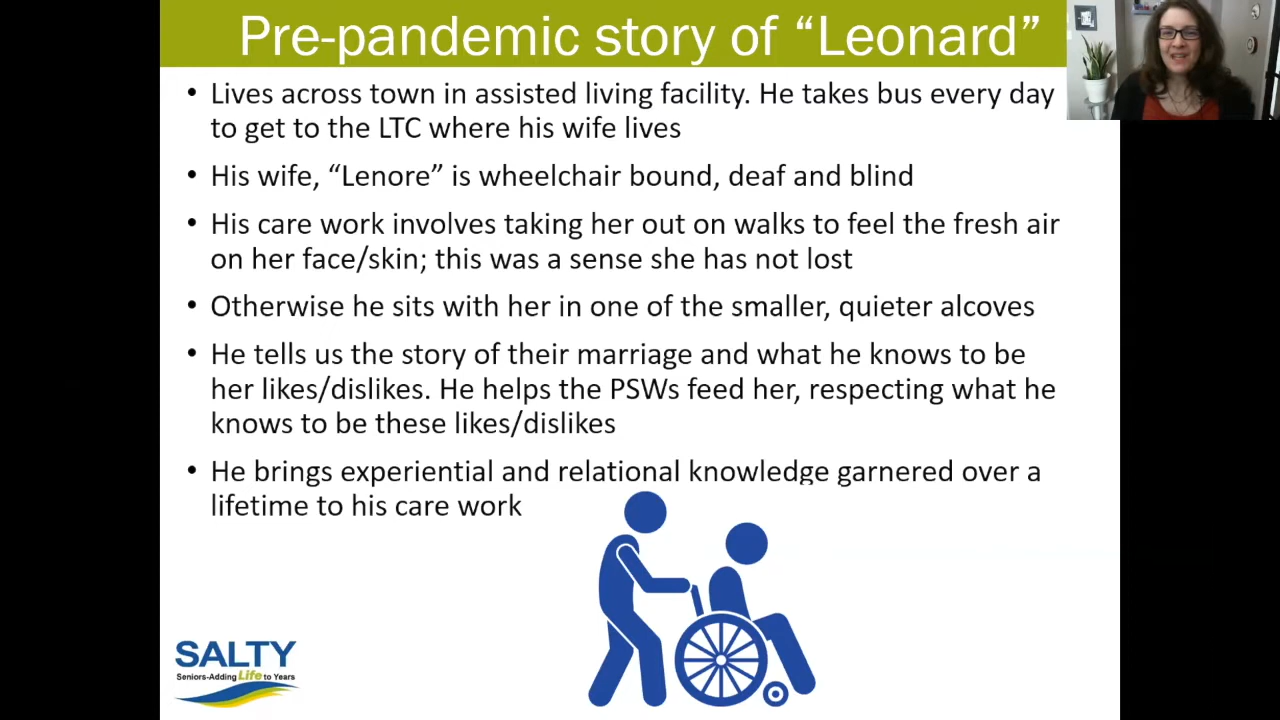 Pre-pandemic story of “Leonard”
• Lives across town in assisted living facility. He takes bus every day
to get to the LTC where his wife lives
• His wife, “Lenore” is wheelchair bound, deaf and blind
• His care work involves taking her out on walks to feel the fresh air
on her face/skin; this was a sense she has not lost
• Otherwise he sits with her in one of the smaller, quieter alcoves
• He tells us the story of their marriage and what he knows to be
her likes/dislikes. He helps the PSWs feed her, respecting what he
knows to be these likes/dislikes
• He brings experiential and relational knowledge garnered over a
lifetime to his care work
SALTY
Seniors-Adding Life to Years